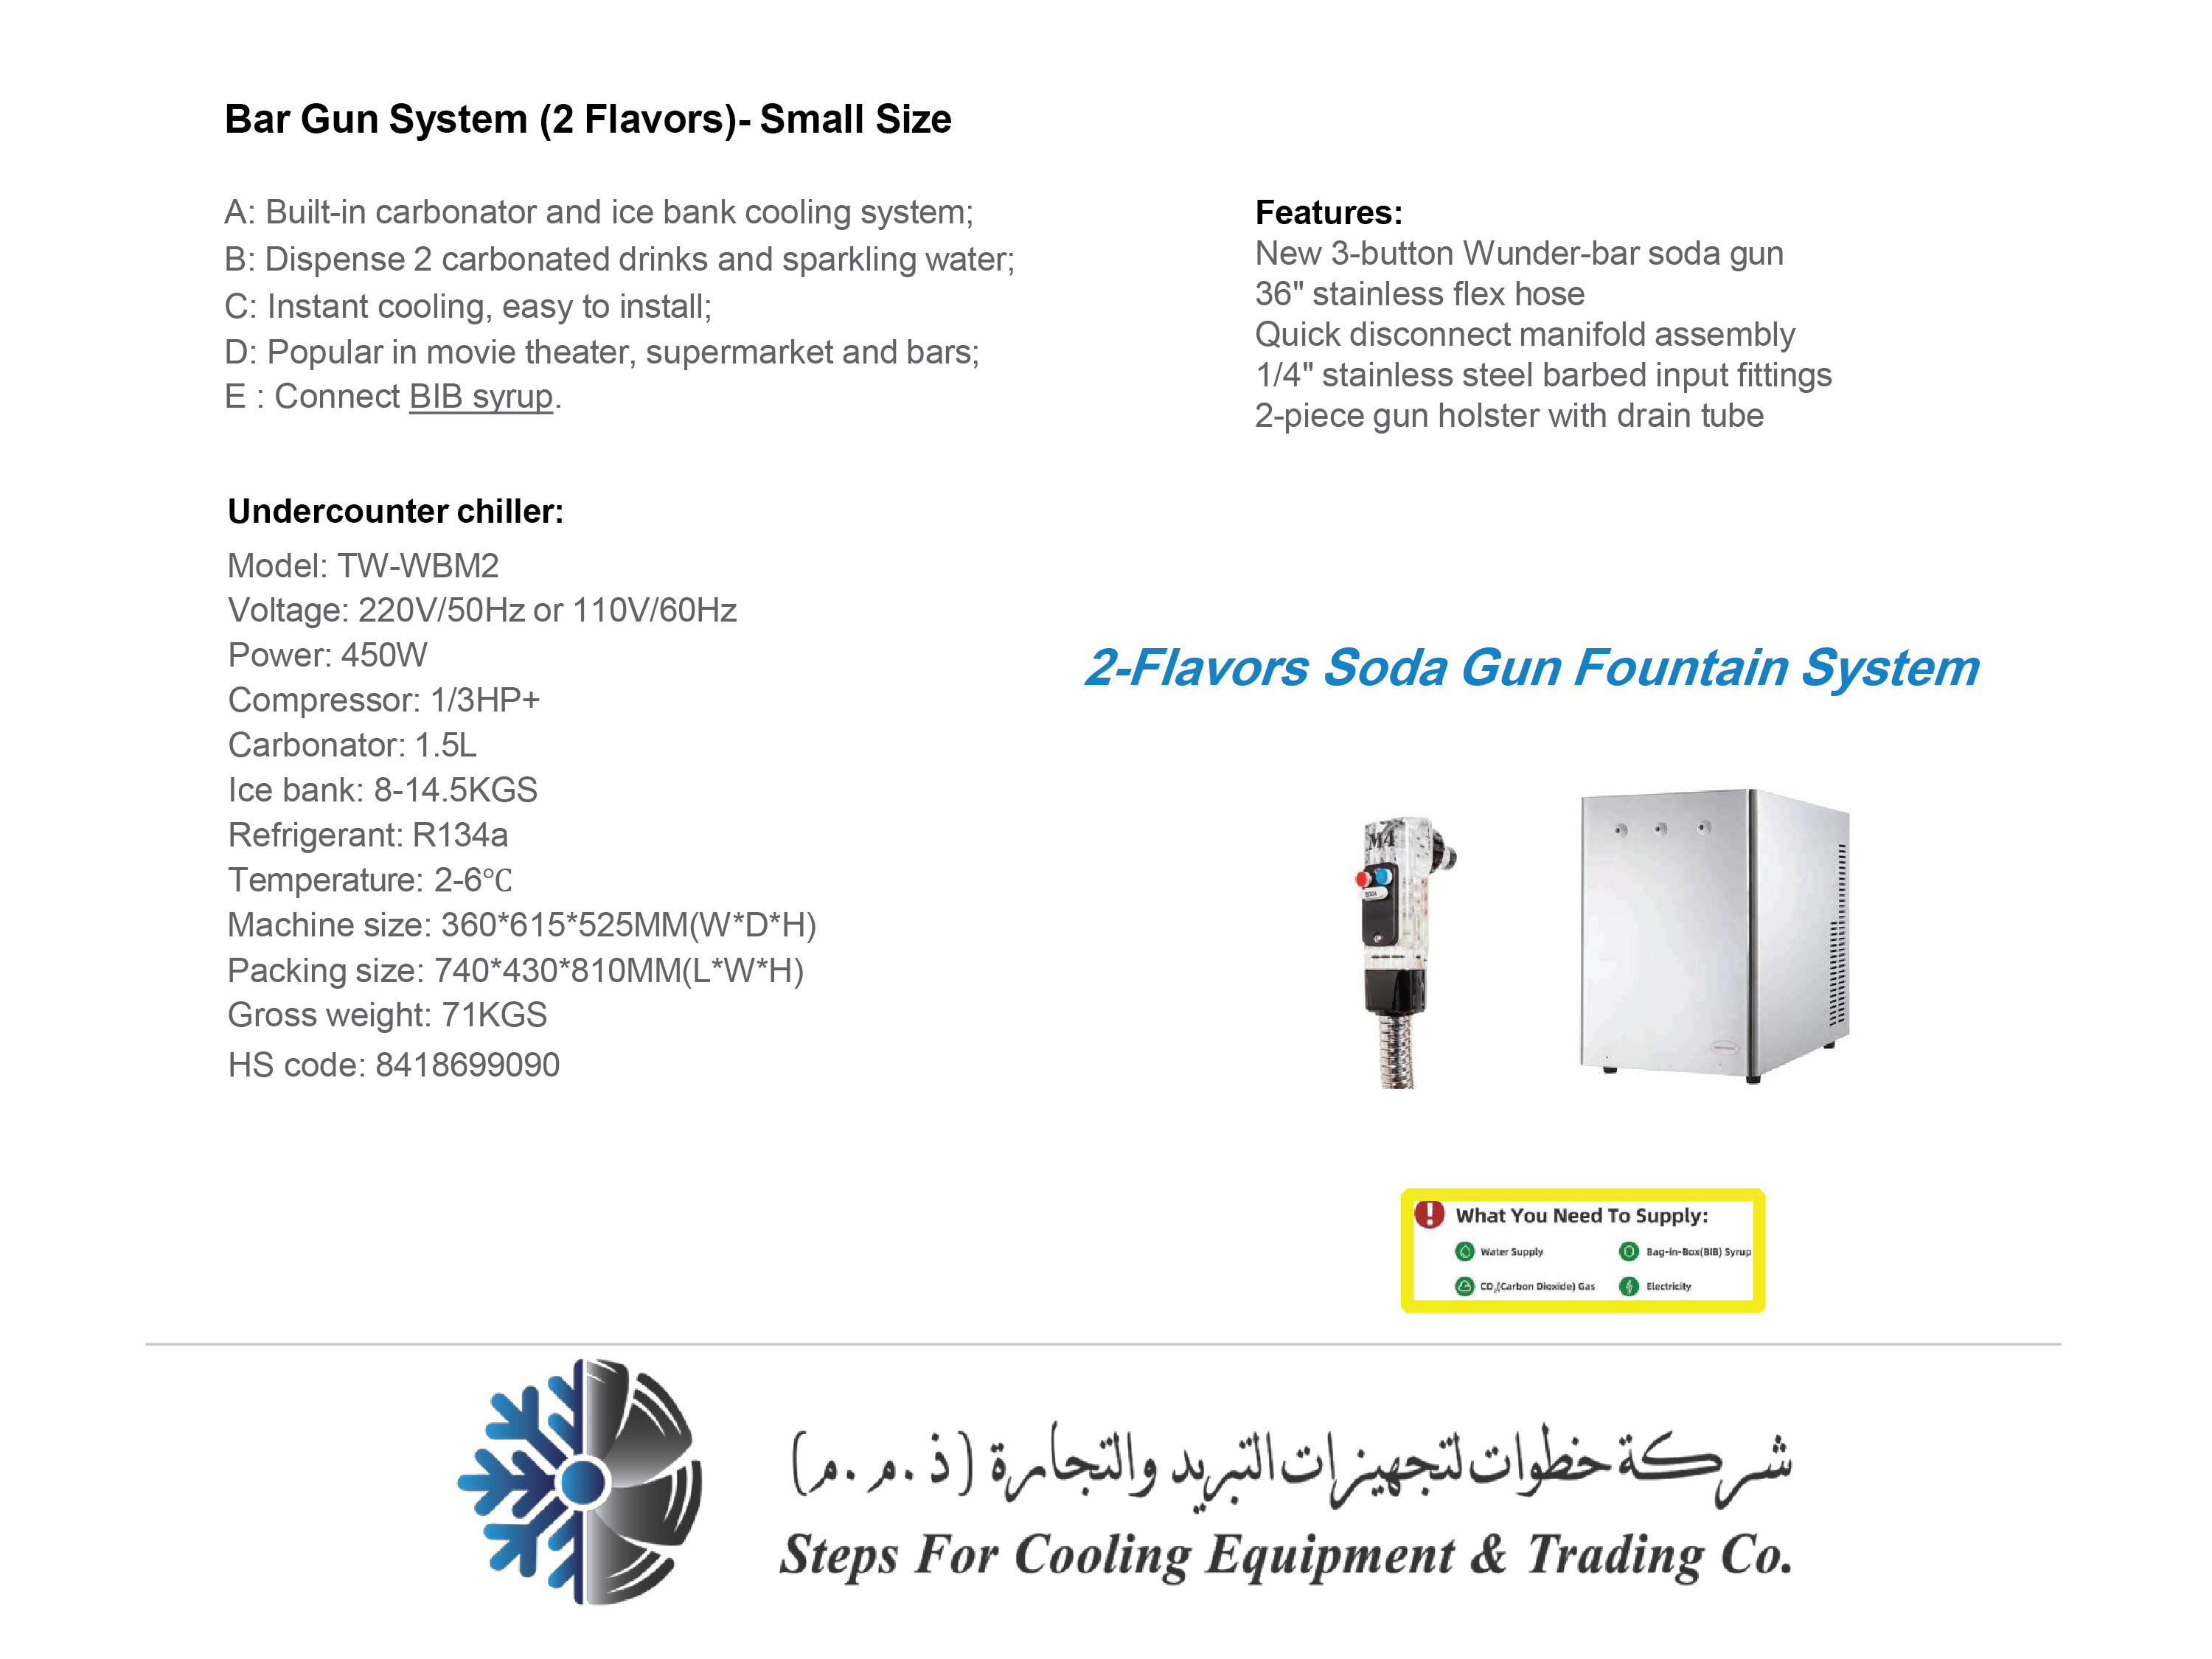 Bar Gun System (2 Flavors)- Small Size
A: Built-in carbonator and ice bank cooling system;
B: Dispense 2 carbonated drinks and sparkling water;
C: Instant cooling, easy to install;
D: Popular in movie theater, supermarket and bars;
E : Connect BIB syrup.
Features:
New 3-button Wunder-bar soda gun
36" stainless flex hose
Quick disconnect manifold assembly
1/4" stainless steel barbed input fittings
2-piece gun holster with drain tube
Undercounter chiller:
Model: TW-WBM2
Voltage: 220V/50Hz or 110V/60Hz
Power: 450W
Compressor: 1/3HP+
Carbonator: 1.5L
Ice bank: 8-14.5KGS
Refrigerant: R134a
Temperature: 2-6℃
Machine size: 360*615*525MM(W*D*H)
Packing size: 740*430*810MM(L*W*H)
Gross weight: 71KGS
HS code: 8418699090
2-Flavors Soda Gun Fountain System
M4
SODA
What You Need To Supply:
Water Supply
Bag-in-Box(BIB) Syrup
CO₂(Carbon Dioxide) Gas
Electricity
شركة خطوات لتجهيزات التبريد والتجارة (ذ.م.م)
Steps For Cooling Equipment & Trading Co.